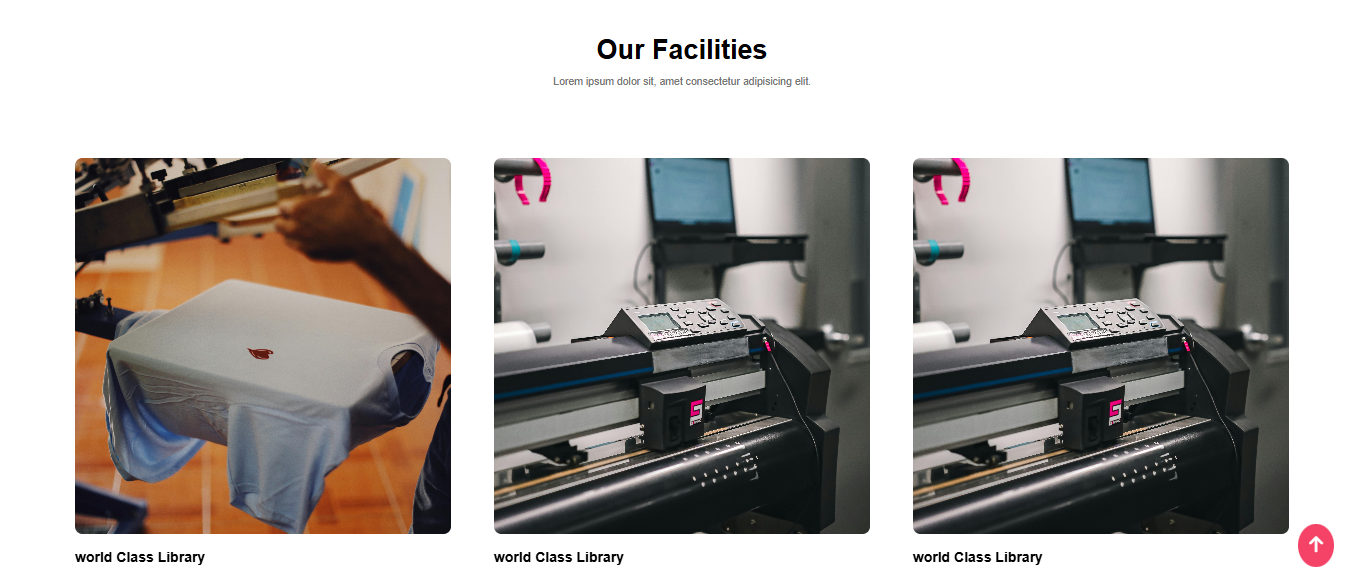 Our Facilities
Lorem ipsum dolor sit, amet consectetur adipisicing elit.
world Class Library
world Class Library
world Class Library